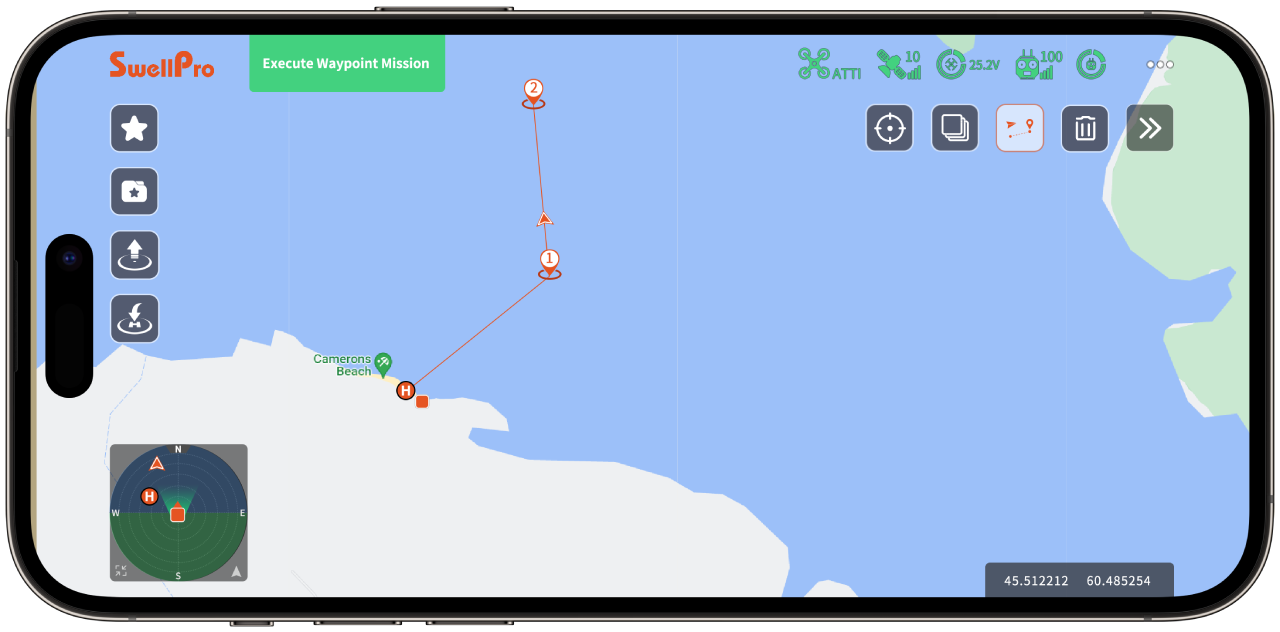 SwellPro
Execute Waypoint Mission
ATTI
10
25.2V
100
2
1
Camerons
Beach
H
N
H
W
E
S
45.512212 60.485254